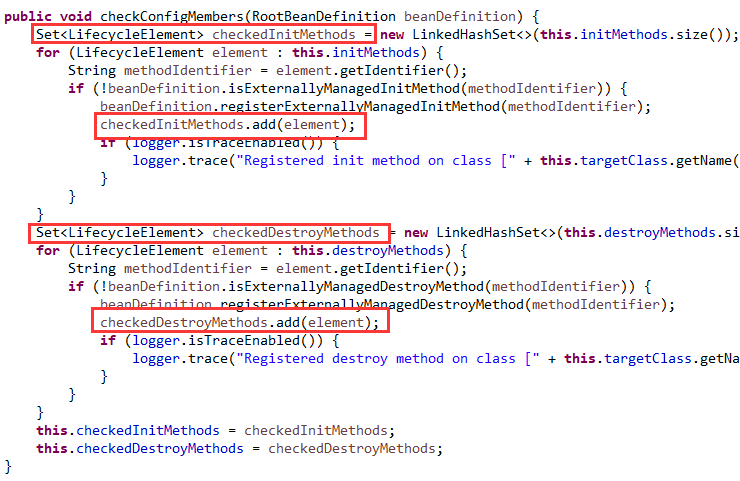 public void checkConfigMembers(RootBeanDefinition beanDefinition) {
    Set<LifecycleElement> checkedInitMethods = new LinkedHashSet<>(this.initMethods.size());
    for (LifecycleElement element : this.initMethods) {
        String methodIdentifier = element.getIdentifier();
        if (!beanDefinition.isExternallyManagedInitMethod(methodIdentifier)) {
            beanDefinition.registerExternallyManagedInitMethod(methodIdentifier);
            checkedInitMethods.add(element);
            if (logger.isTraceEnabled()) {
                logger.trace("Registered init method on class [" + this.targetClass.getName(
            }
        }
    }
    Set<LifecycleElement> checkedDestroyMethods = new LinkedHashSet<>(this.destroyMethods.si
    for (LifecycleElement element : this.destroyMethods) {
        String methodIdentifier = element.getIdentifier();
        if (!beanDefinition.isExternallyManagedDestroyMethod(methodIdentifier)) {
            beanDefinition.registerExternallyManagedDestroyMethod(methodIdentifier);
            checkedDestroyMethods.add(element);
            if (logger.isTraceEnabled()) {
                logger.trace("Registered destroy method on class [" + this.targetClass.getNa
            }
        }
    }
    this.checkedInitMethods = checkedInitMethods;
    this.checkedDestroyMethods = checkedDestroyMethods;
}